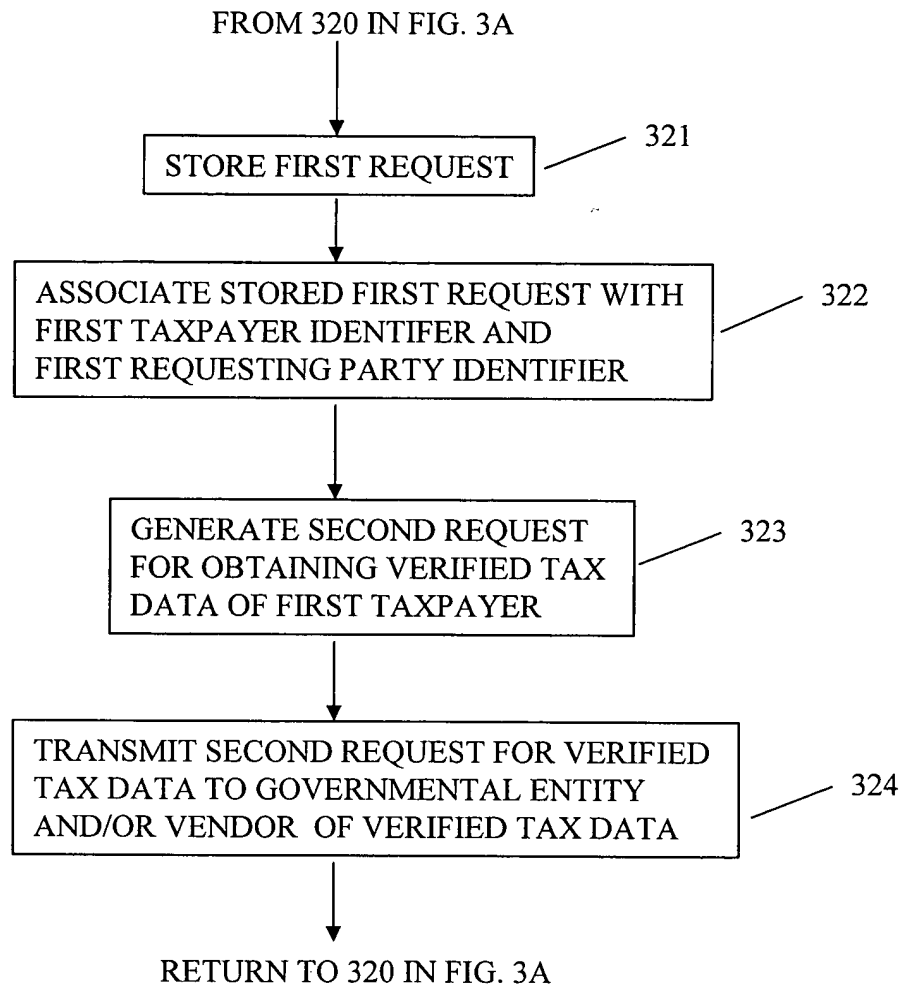 FROM 320 IN FIG. 3A
321
STORE FIRST REQUEST
322
ASSOCIATE STORED FIRST REQUEST WITH
FIRST TAXPAYER IDENTIFER AND
FIRST REQUESTING PARTY IDENTIFIER
323
GENERATE SECOND REQUEST
FOR OBTAINING VERIFIED TAX
DATA OF FIRST TAXPAYER
TRANSMIT SECOND REQUEST FOR VERIFIED
TAX DATA TO GOVERNMENTAL ENTITY
AND/OR VENDOR OF VERIFIED TAX DATA
324
RETURN TO 320 IN FIG. 3A